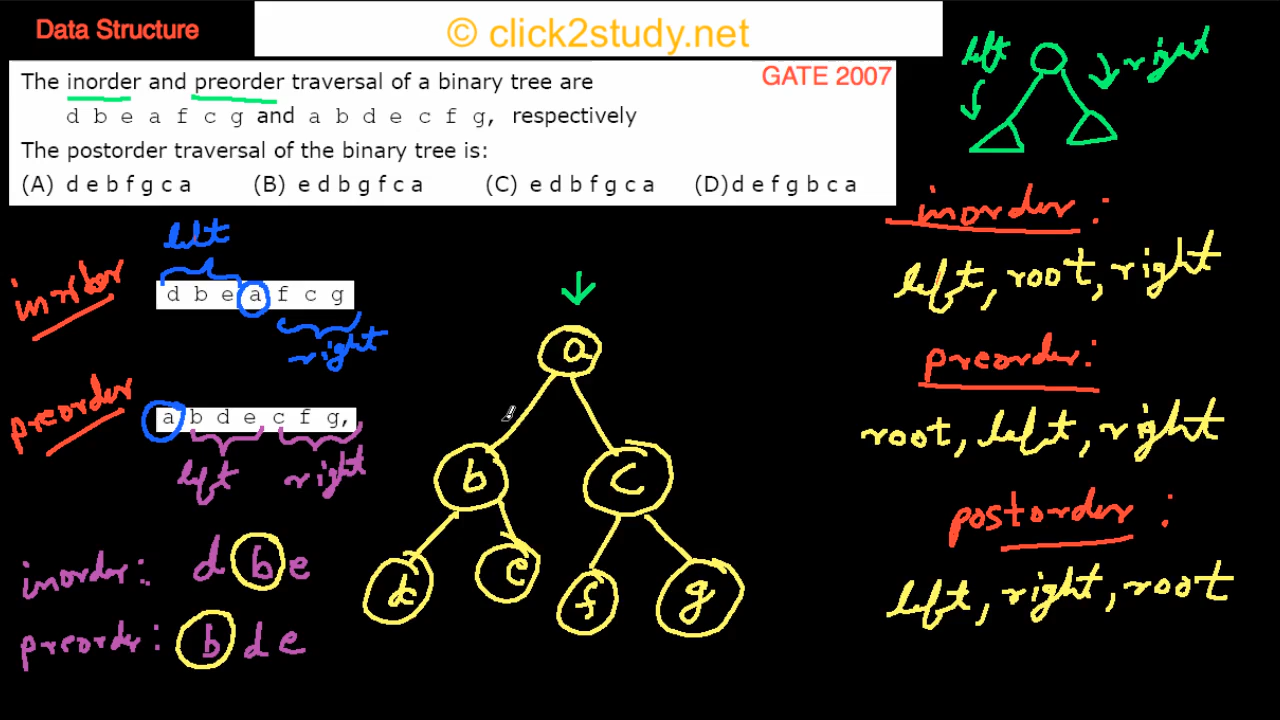 Data Structure
© click2study.net
The inorder and preorder traversal of a binary tree are
GATE 2007
d b e a f c g and a b d e c f g, respectively
The postorder traversal of the binary tree is:
(A) d e b f g c a (B) e d b g f c a (C) e d b f g c a (D)d e f g b c a
left
right
inorder:
left, root, right
preorder:
root, left, right
postorder:
left, right, root
left
inorder
d b e a f c g
right
preorder
a b d e c f g,
left right
inorder: d b e
preorder: b d e
a
b c
d e f g